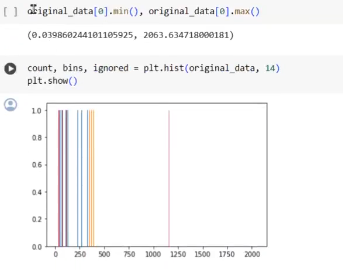 [ ] original_data[0].min(), original_data[0].max()
(0.039860244101105925, 2063.634718000181)
count, bins, ignored = plt.hist(original_data, 14)
plt.show()
1.0
0.8
0.6
0.4
0.2
0.0
0 250 500 750 1000 1250 1500 1750 2000